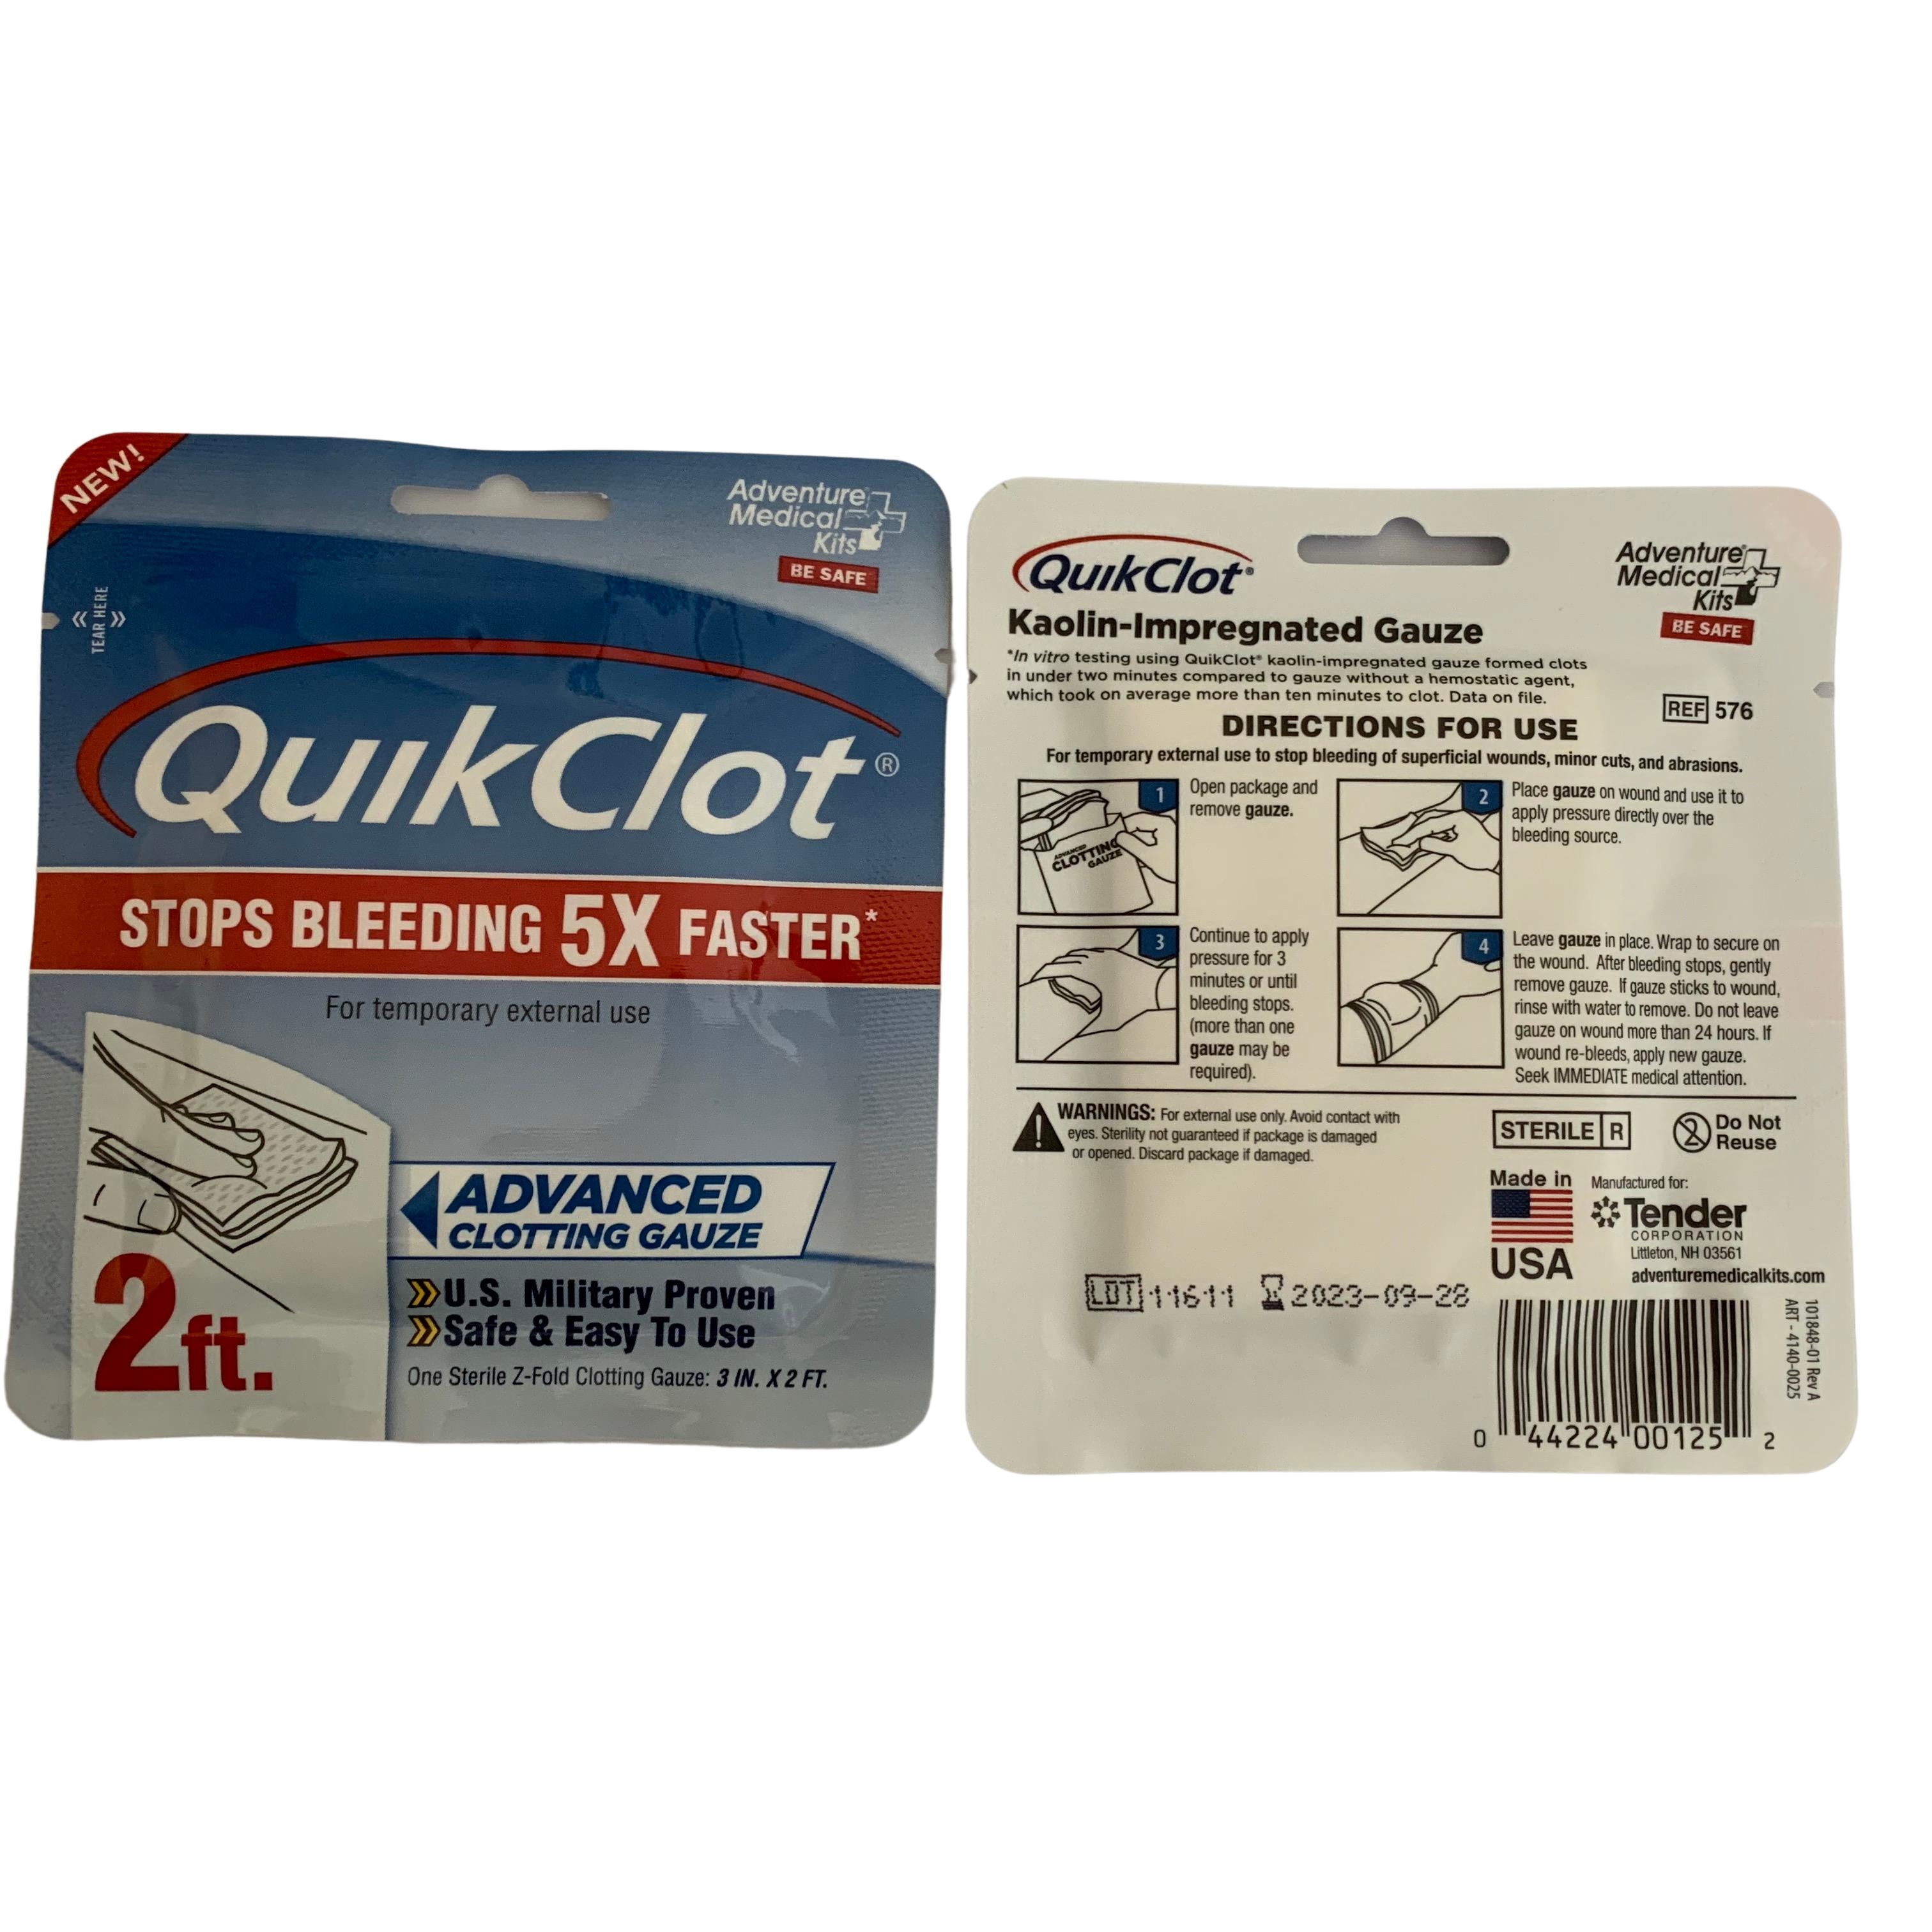 NEW!
Adventure
Medical
Kits
BE SAFE
« TEAR HERE »
QuikClot®
STOPS BLEEDING 5X FASTER*
For temporary external use
ADVANCED
CLOTTING GAUZE
2ft.
U.S. Military Proven
Safe & Easy To Use
One Sterile Z-Fold Clotting Gauze: 3 IN. X 2 FT.
QuikClot®
Adventure
Medical
Kits
BE SAFE
Kaolin-Impregnated Gauze
*In vitro testing using QuikClot® kaolin-impregnated gauze formed clots
in under two minutes compared to gauze without a hemostatic agent,
which took on average more than ten minutes to clot. Data on file.
REF 576
DIRECTIONS FOR USE
For temporary external use to stop bleeding of superficial wounds, minor cuts, and abrasions.
1
ADVANCED
CLOTTING
GAUZE
Open package and
remove gauze.
2
Place gauze on wound and use it to
apply pressure directly over the
bleeding source.
3
Continue to apply
pressure for 3
minutes or until
bleeding stops.
(more than one
gauze may be
required).
4
Leave gauze in place. Wrap to secure on
the wound. After bleeding stops, gently
remove gauze. If gauze sticks to wound,
rinse with water to remove. Do not leave
gauze on wound more than 24 hours. If
wound re-bleeds, apply new gauze.
Seek IMMEDIATE medical attention.
WARNINGS: For external use only. Avoid contact with
eyes. Sterility not guaranteed if package is damaged
or opened. Discard package if damaged.
STERILE R
2
Do Not
Reuse
Made in
USA
Manufactured for:
Tender
CORPORATION
Littleton, NH 03561
adventuremedicalkits.com
LOT 11611 2023-09-28
101848-01 Rev A
ART - 4140-0025
0 44224 00125 2